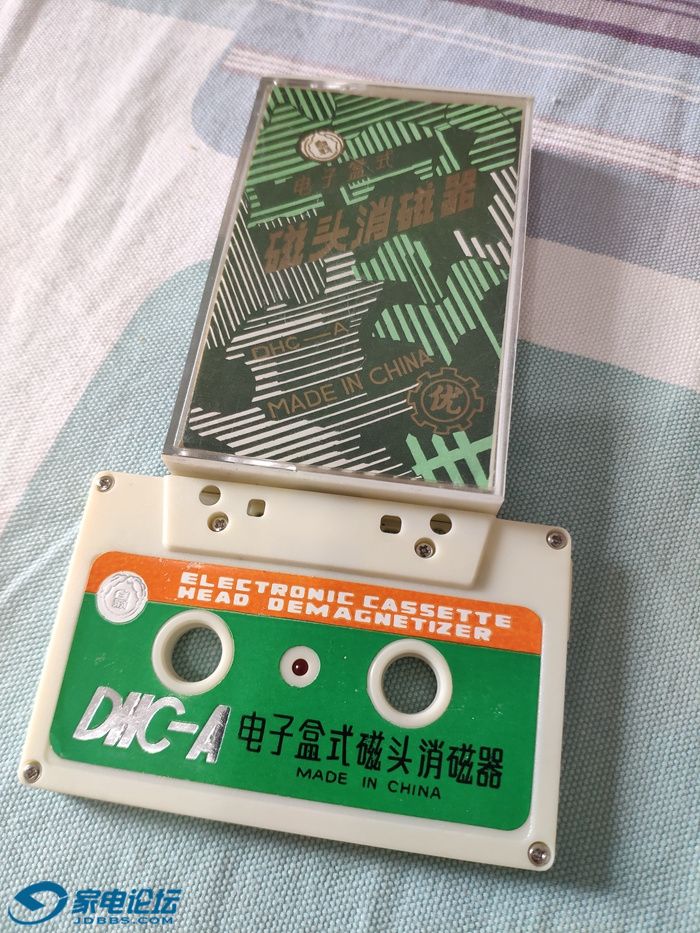 电子盒式
磁头消磁器
DHC—A
MADE IN CHINA
优
ELECTRONIC CASSETTE
HEAD DEMAGNETIZER
DHC-A
电子盒式磁头消磁器
MADE IN CHINA
家电论坛
JDBBS.COM